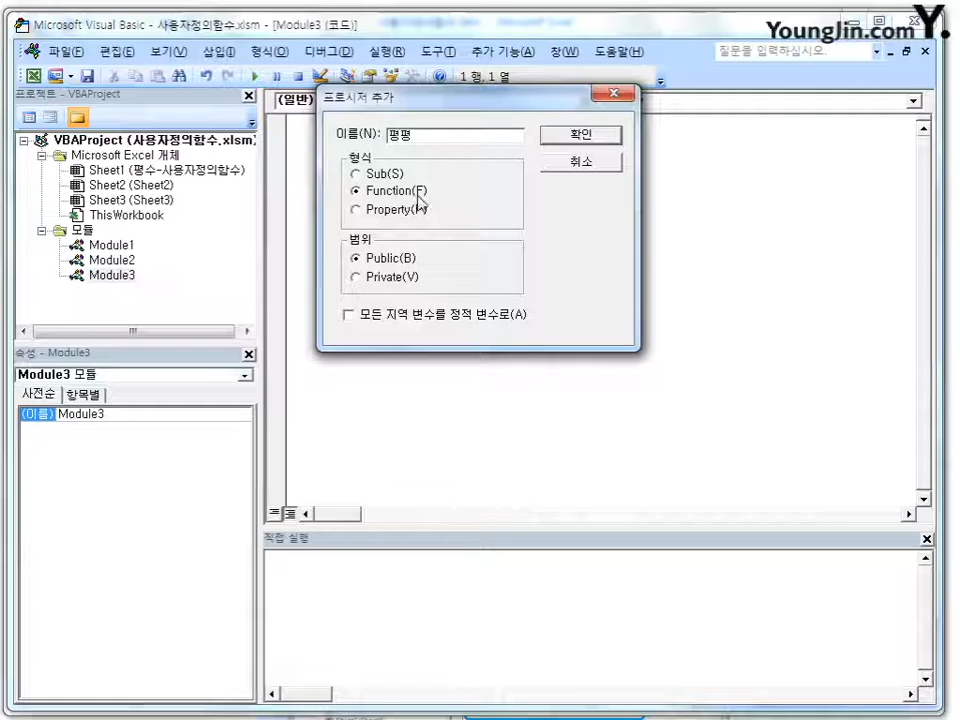 Younglin.com Y.
Microsoft Visual Basic - 사용자정의함수.xlsm - [Module3 (코드)]
파일(F) 편집(E) 보기(V) 삽입(I) 형식(O) 디버그(D) 실행(R) 도구(T) 추가 기능(A) 창(W) 도움말(H) 질문을 입력하십시오.
1 행, 1 열
프로젝트 - VBAProject
VBAProject (사용자정의함수.xlsm)
Microsoft Excel 개체
Sheet1 (평수-사용자정의함수)
Sheet2 (Sheet2)
Sheet3 (Sheet3)
ThisWorkbook
모듈
Module1
Module2
Module3
속성 - Module3
Module3 모듈
사전순 항목별
(이름) Module3
(일반)
프로시저 추가
이름(N): 평평
확인
취소
형식
Sub(S)
Function(F)
범위
Public(B)
Private(V)
모든 지역 변수를 정적 변수로(A)
직접 실행